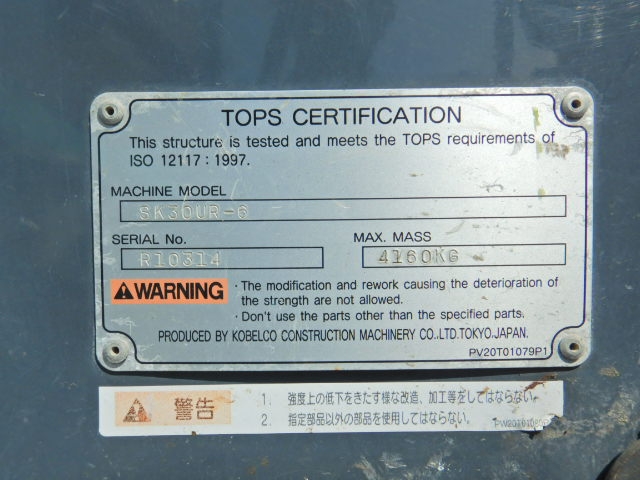 TOPS CERTIFICATION
This structure is tested and meets the TOPS requirements of
ISO 12117 : 1997.
MACHINE MODEL
SK30UR-6
SERIAL No.
MAX. MASS
R10314
4160KG
⚠WARNING
· The modification and rework causing the deterioration of
the strength are not allowed.
· Don't use the parts other than the specified parts.
PRODUCED BY KOBELCO CONSTRUCTION MACHINERY CO.,LTD.TOKYO.JAPAN.
PV20T01079P1
⚠ 警告
1. 強度上の低下をきたす様な改造、加工等をしてはならない。
2. 指定部品以外の部品を使用してはならない。